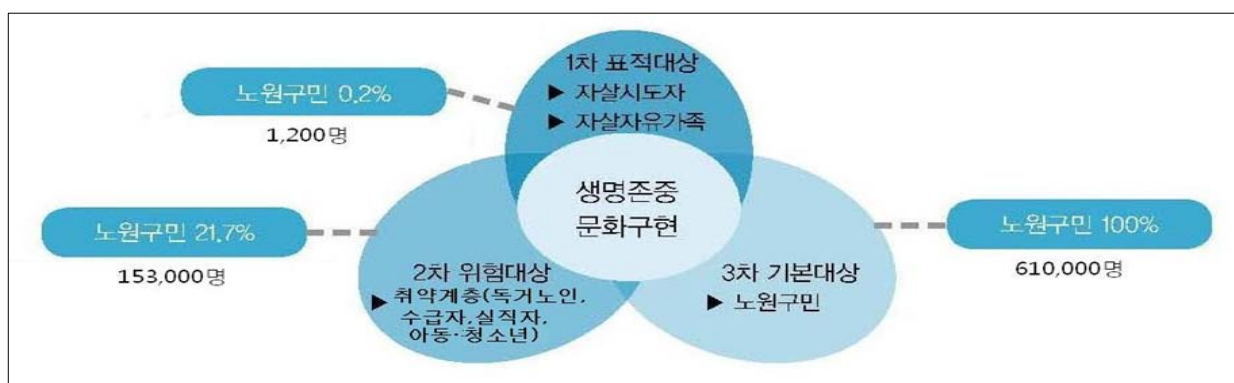 1차 표적대상
▶ 자살시도자
▶ 자살자유가족
노원구민 0.2%
1,200명
생명존중
문화구현
노원구민 21.7%
153,000명
2차 위험대상
▶ 취약계층(독거노인,
수급자,실직자,
아동·청소년)
3차 기본대상
▶ 노원구민
노원구민 100%
610,000명